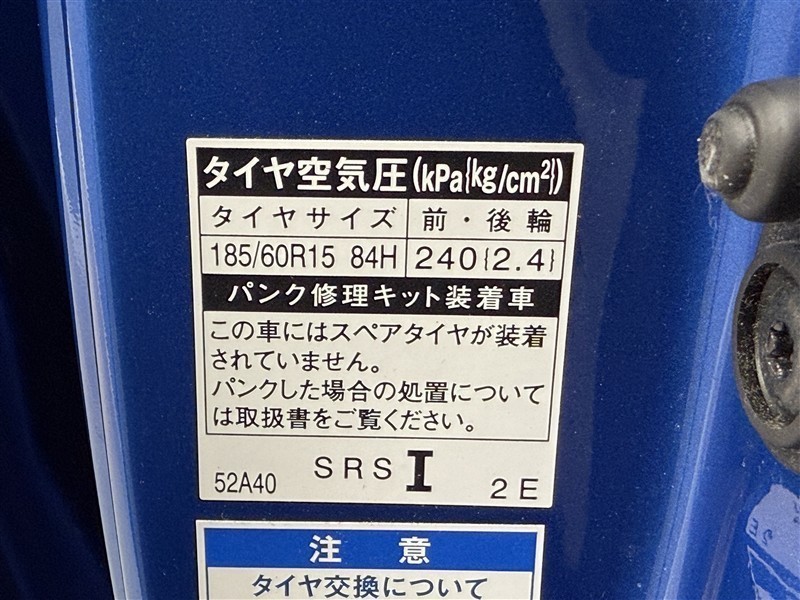 タイヤ空気圧(kPa{kg/cm²})
タイヤサイズ 前・後輪
185/60R15 84H 240{2.4}
パンク修理キット装着車
この車にはスペアタイヤが装着
されていません。
パンクした場合の処置について
は取扱書をご覧ください。
52A40 SRS I 2E
注 意
タイヤ交換について